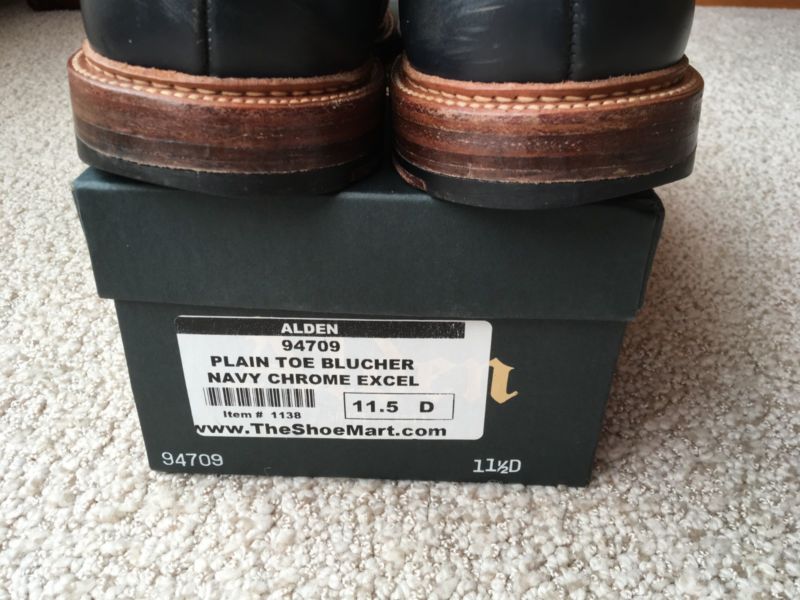 ALDEN
94709
PLAIN TOE BLUCHER
NAVY CHROME EXCEL
Item # 1138
11.5 D
www.TheShoeMart.com
94709
11½D